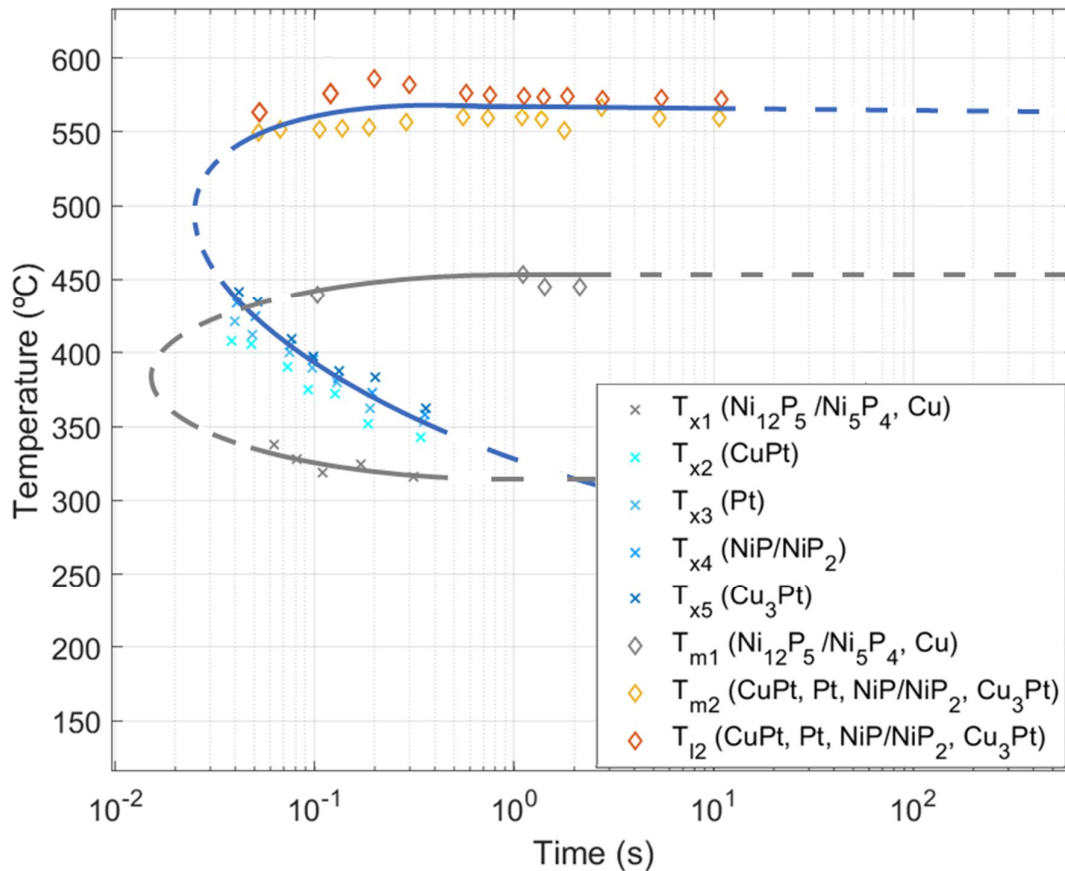 600
550
500
450
400
350
300
250
200
150
Temperature (ºC)
10⁻²
10⁻¹
10⁰
10¹
10²
Time (s)
Tₓ₁ (Ni₁₂P₅ /Ni₅P₄, Cu)
Tₓ₂ (CuPt)
Tₓ₃ (Pt)
Tₓ₄ (NiP/NiP₂)
Tₓ₅ (Cu₃Pt)
Tₘ₁ (Ni₁₂P₅ /Ni₅P₄, Cu)
Tₘ₂ (CuPt, Pt, NiP/NiP₂, Cu₃Pt)
Tₗ₂ (CuPt, Pt, NiP/NiP₂, Cu₃Pt)